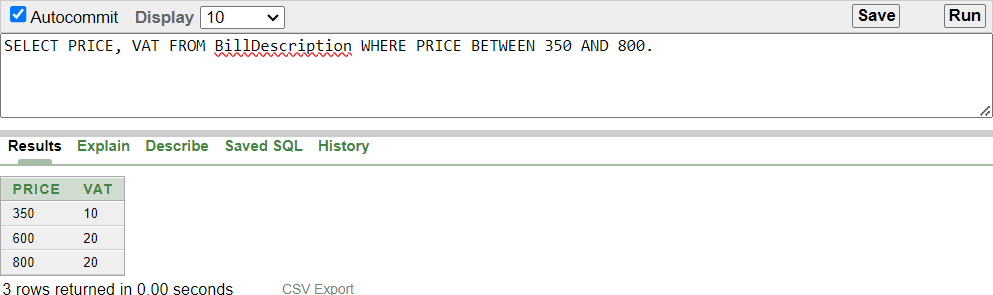 Autocommit Display 10 Save Run
SELECT PRICE, VAT FROM BillDescription WHERE PRICE BETWEEN 350 AND 800.
Results Explain Describe Saved SQL History
PRICE VAT
350 10
600 20
800 20
3 rows returned in 0.00 seconds CSV Export